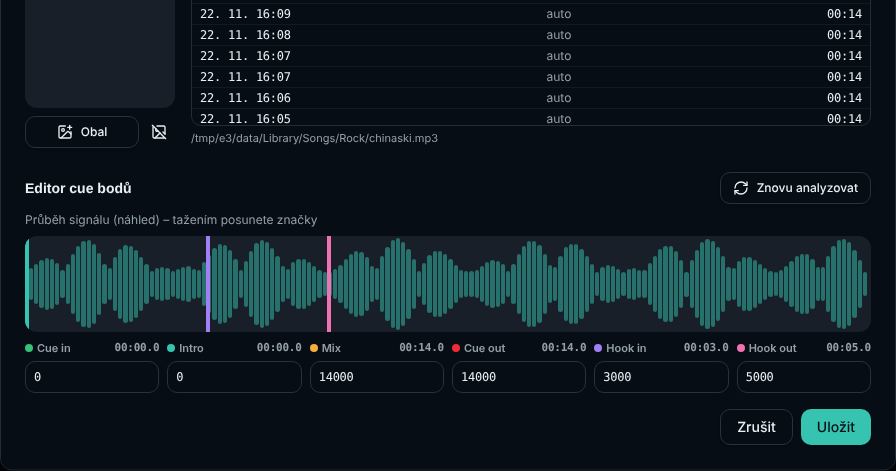 22. 11. 16:09 auto 00:14
22. 11. 16:08 auto 00:14
22. 11. 16:07 auto 00:14
22. 11. 16:07 auto 00:14
22. 11. 16:06 auto 00:14
22. 11. 16:05 auto 00:14
Obal
/tmp/e3/data/Library/Songs/Rock/chinaski.mp3
Editor cue bodů
Znovu analyzovat
Průběh signálu (náhled) – tažením posunete značky
Cue in 00:00.0 Intro 00:00.0 Mix 00:14.0 Cue out 00:14.0 Hook in 00:03.0 Hook out 00:05.0
0 0 14000 14000 3000 5000
Zrušit Uložit